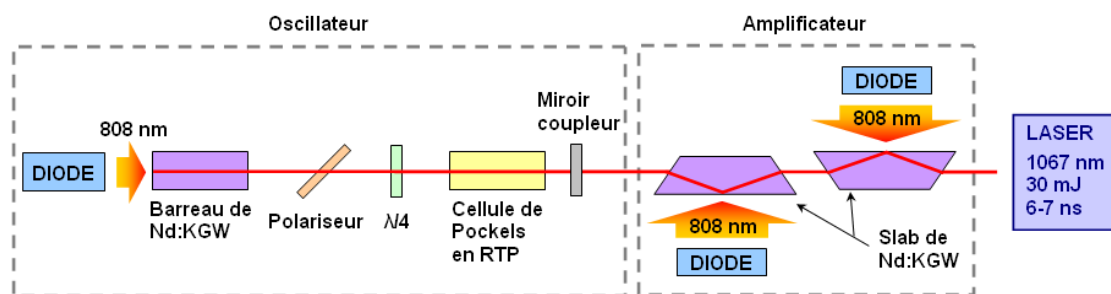 Oscillateur
Amplificateur
DIODE
808 nm
Barreau de
Nd:KGW
Polariseur
λ/4
Cellule de
Pockels
en RTP
Miroir
coupleur
DIODE
808 nm
808 nm
DIODE
Slab de
Nd:KGW
LASER
1067 nm
30 mJ
6-7 ns